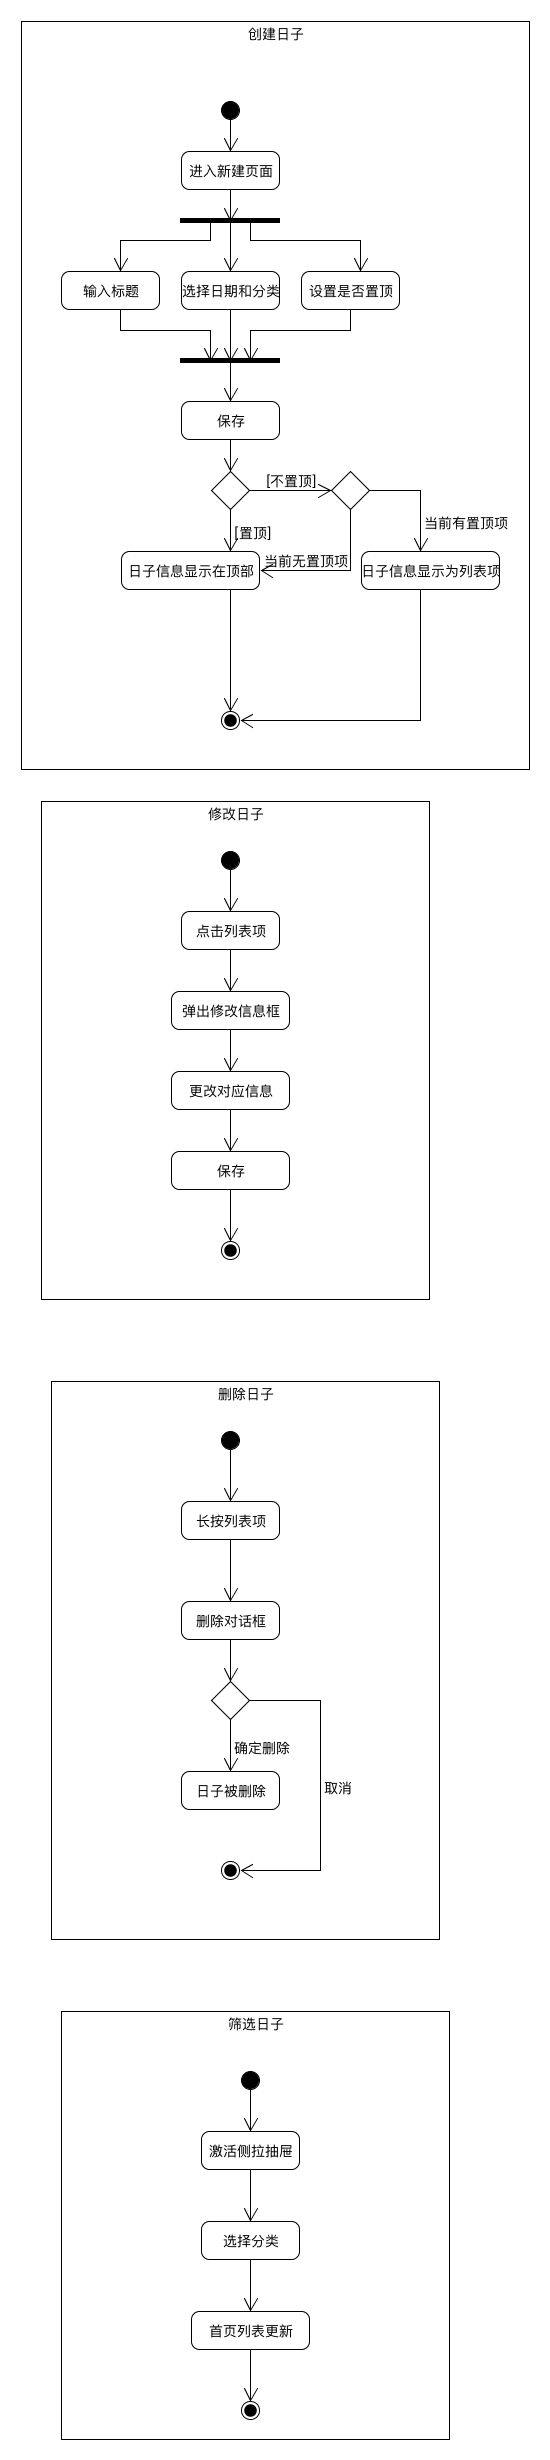 创建日子
进入新建页面
输入标题
选择日期和分类
设置是否置顶
保存
[不置顶]
[置顶]
当前有置顶项
当前无置顶项
日子信息显示在顶部
日子信息显示为列表项
修改日子
点击列表项
弹出修改信息框
更改对应信息
保存
删除日子
长按列表项
删除对话框
确定删除
日子被删除
取消
筛选日子
激活侧拉抽屉
选择分类
首页列表更新